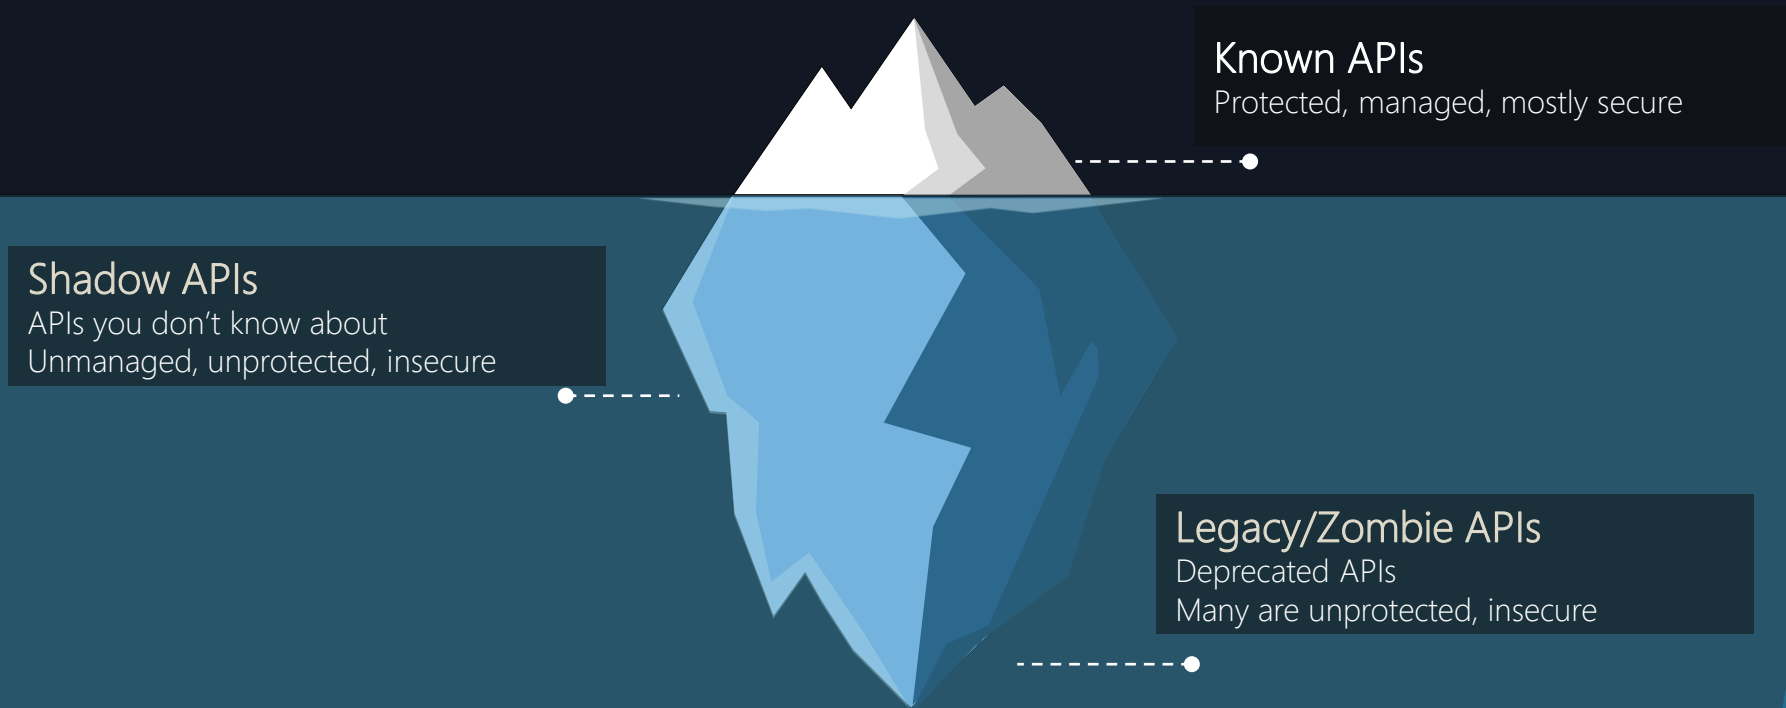 Known APIs
Protected, managed, mostly secure
Shadow APIs
APIs you don’t know about
Unmanaged, unprotected, insecure
Legacy/Zombie APIs
Deprecated APIs
Many are unprotected, insecure